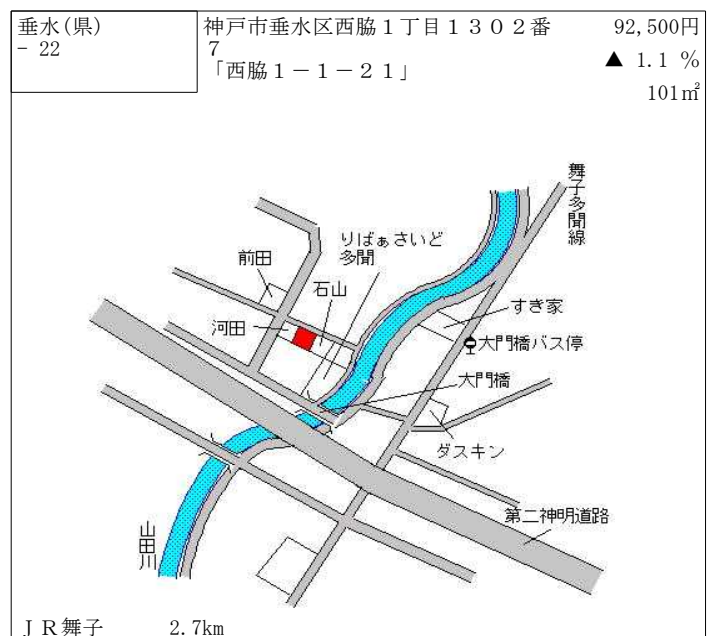 垂水(県)
- 22
神戸市垂水区西脇１丁目１３０２番
7
「西脇１－１－２１」
92,500円
▲ 1.1 %
101㎡
舞子多聞線
りばぁさいど
多聞
前田
石山
河田
すき家
大門橋バス停
大門橋
ダスキン
第二神明道路
山田川
ＪＲ舞子 2.7km